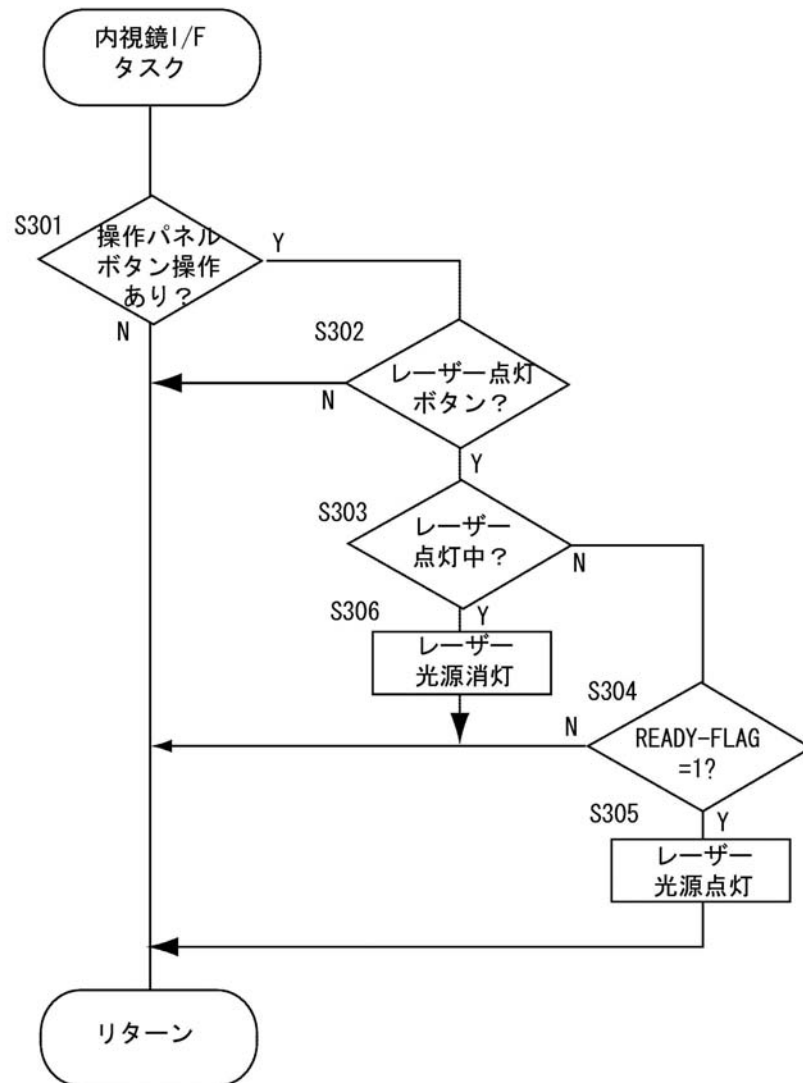 内視鏡I/F
タスク
S301
操作パネル
ボタン操作
あり？
Y
N
S302
レーザー点灯
ボタン？
N
Y
S303
レーザー
点灯中？
N
Y
S306
レーザー
光源消灯
S304
READY-FLAG
=1?
N
Y
S305
レーザー
光源点灯
リターン